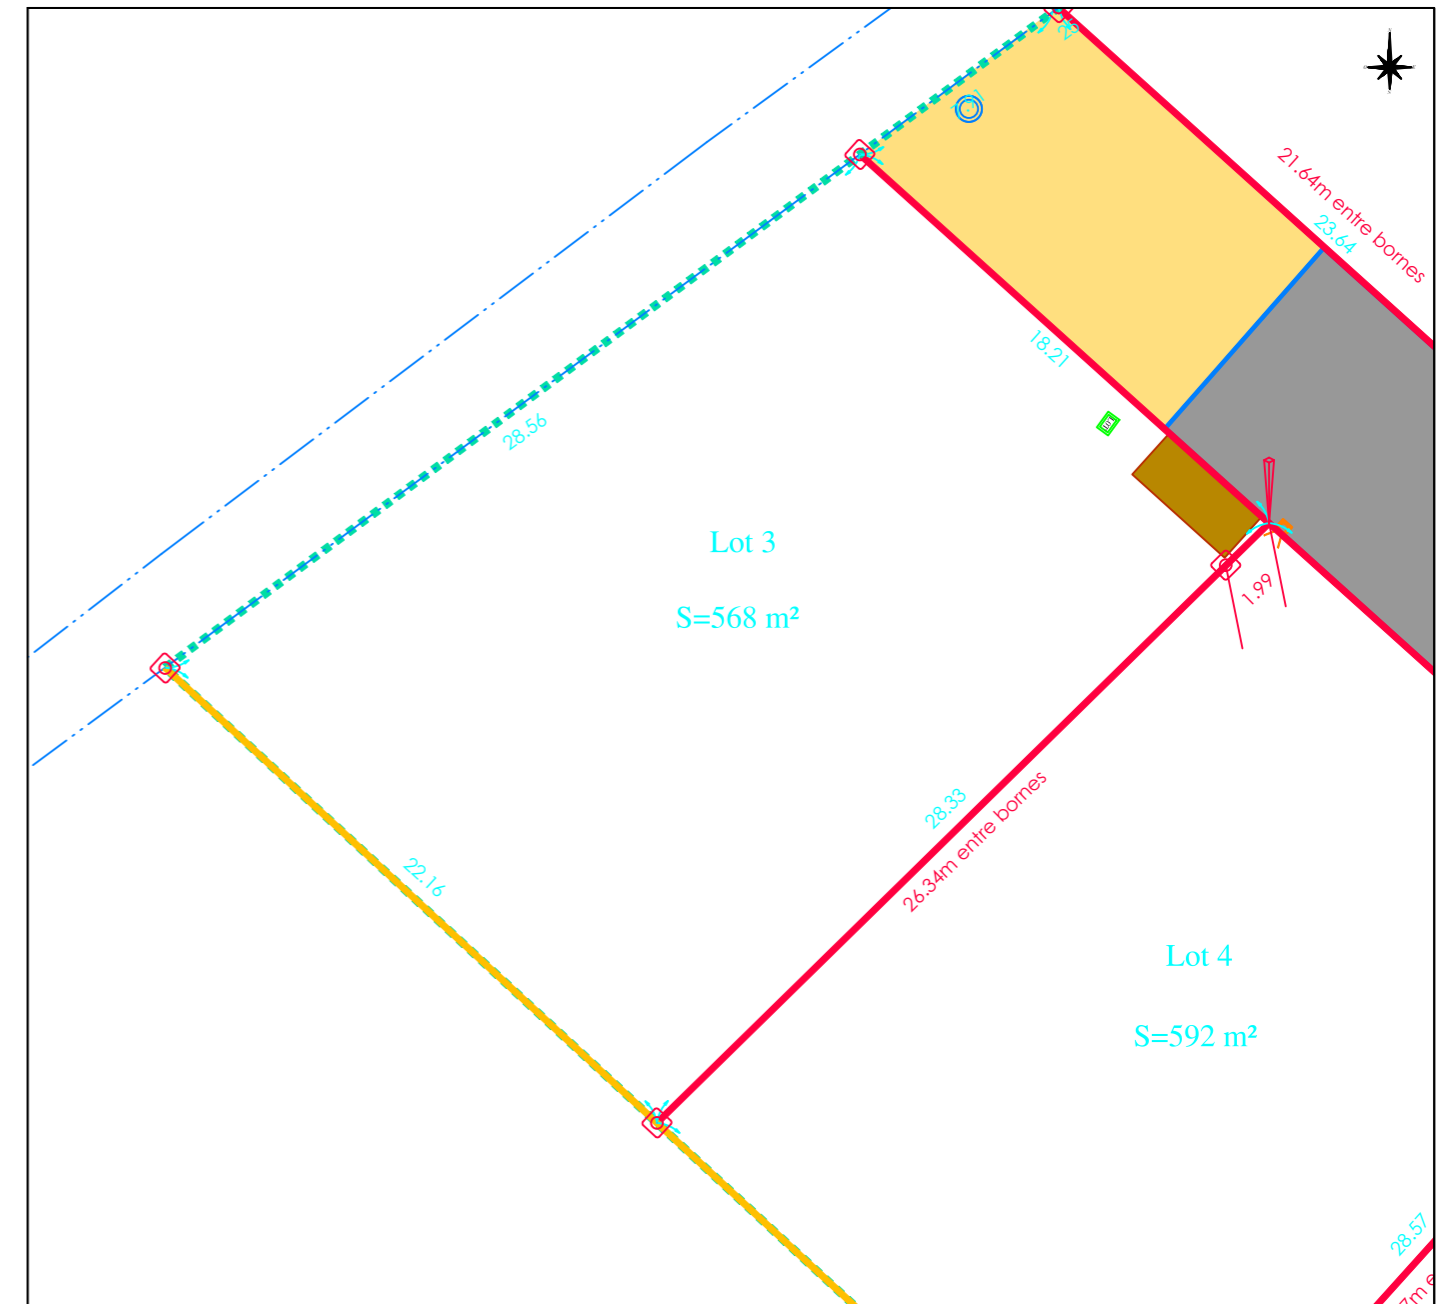 21.64m entre bornes
23.64
18.21
28.56
Lot 3
S=568 m²
1.99
28.33
26.34m entre bornes
22.16
Lot 4
S=592 m²
28.57